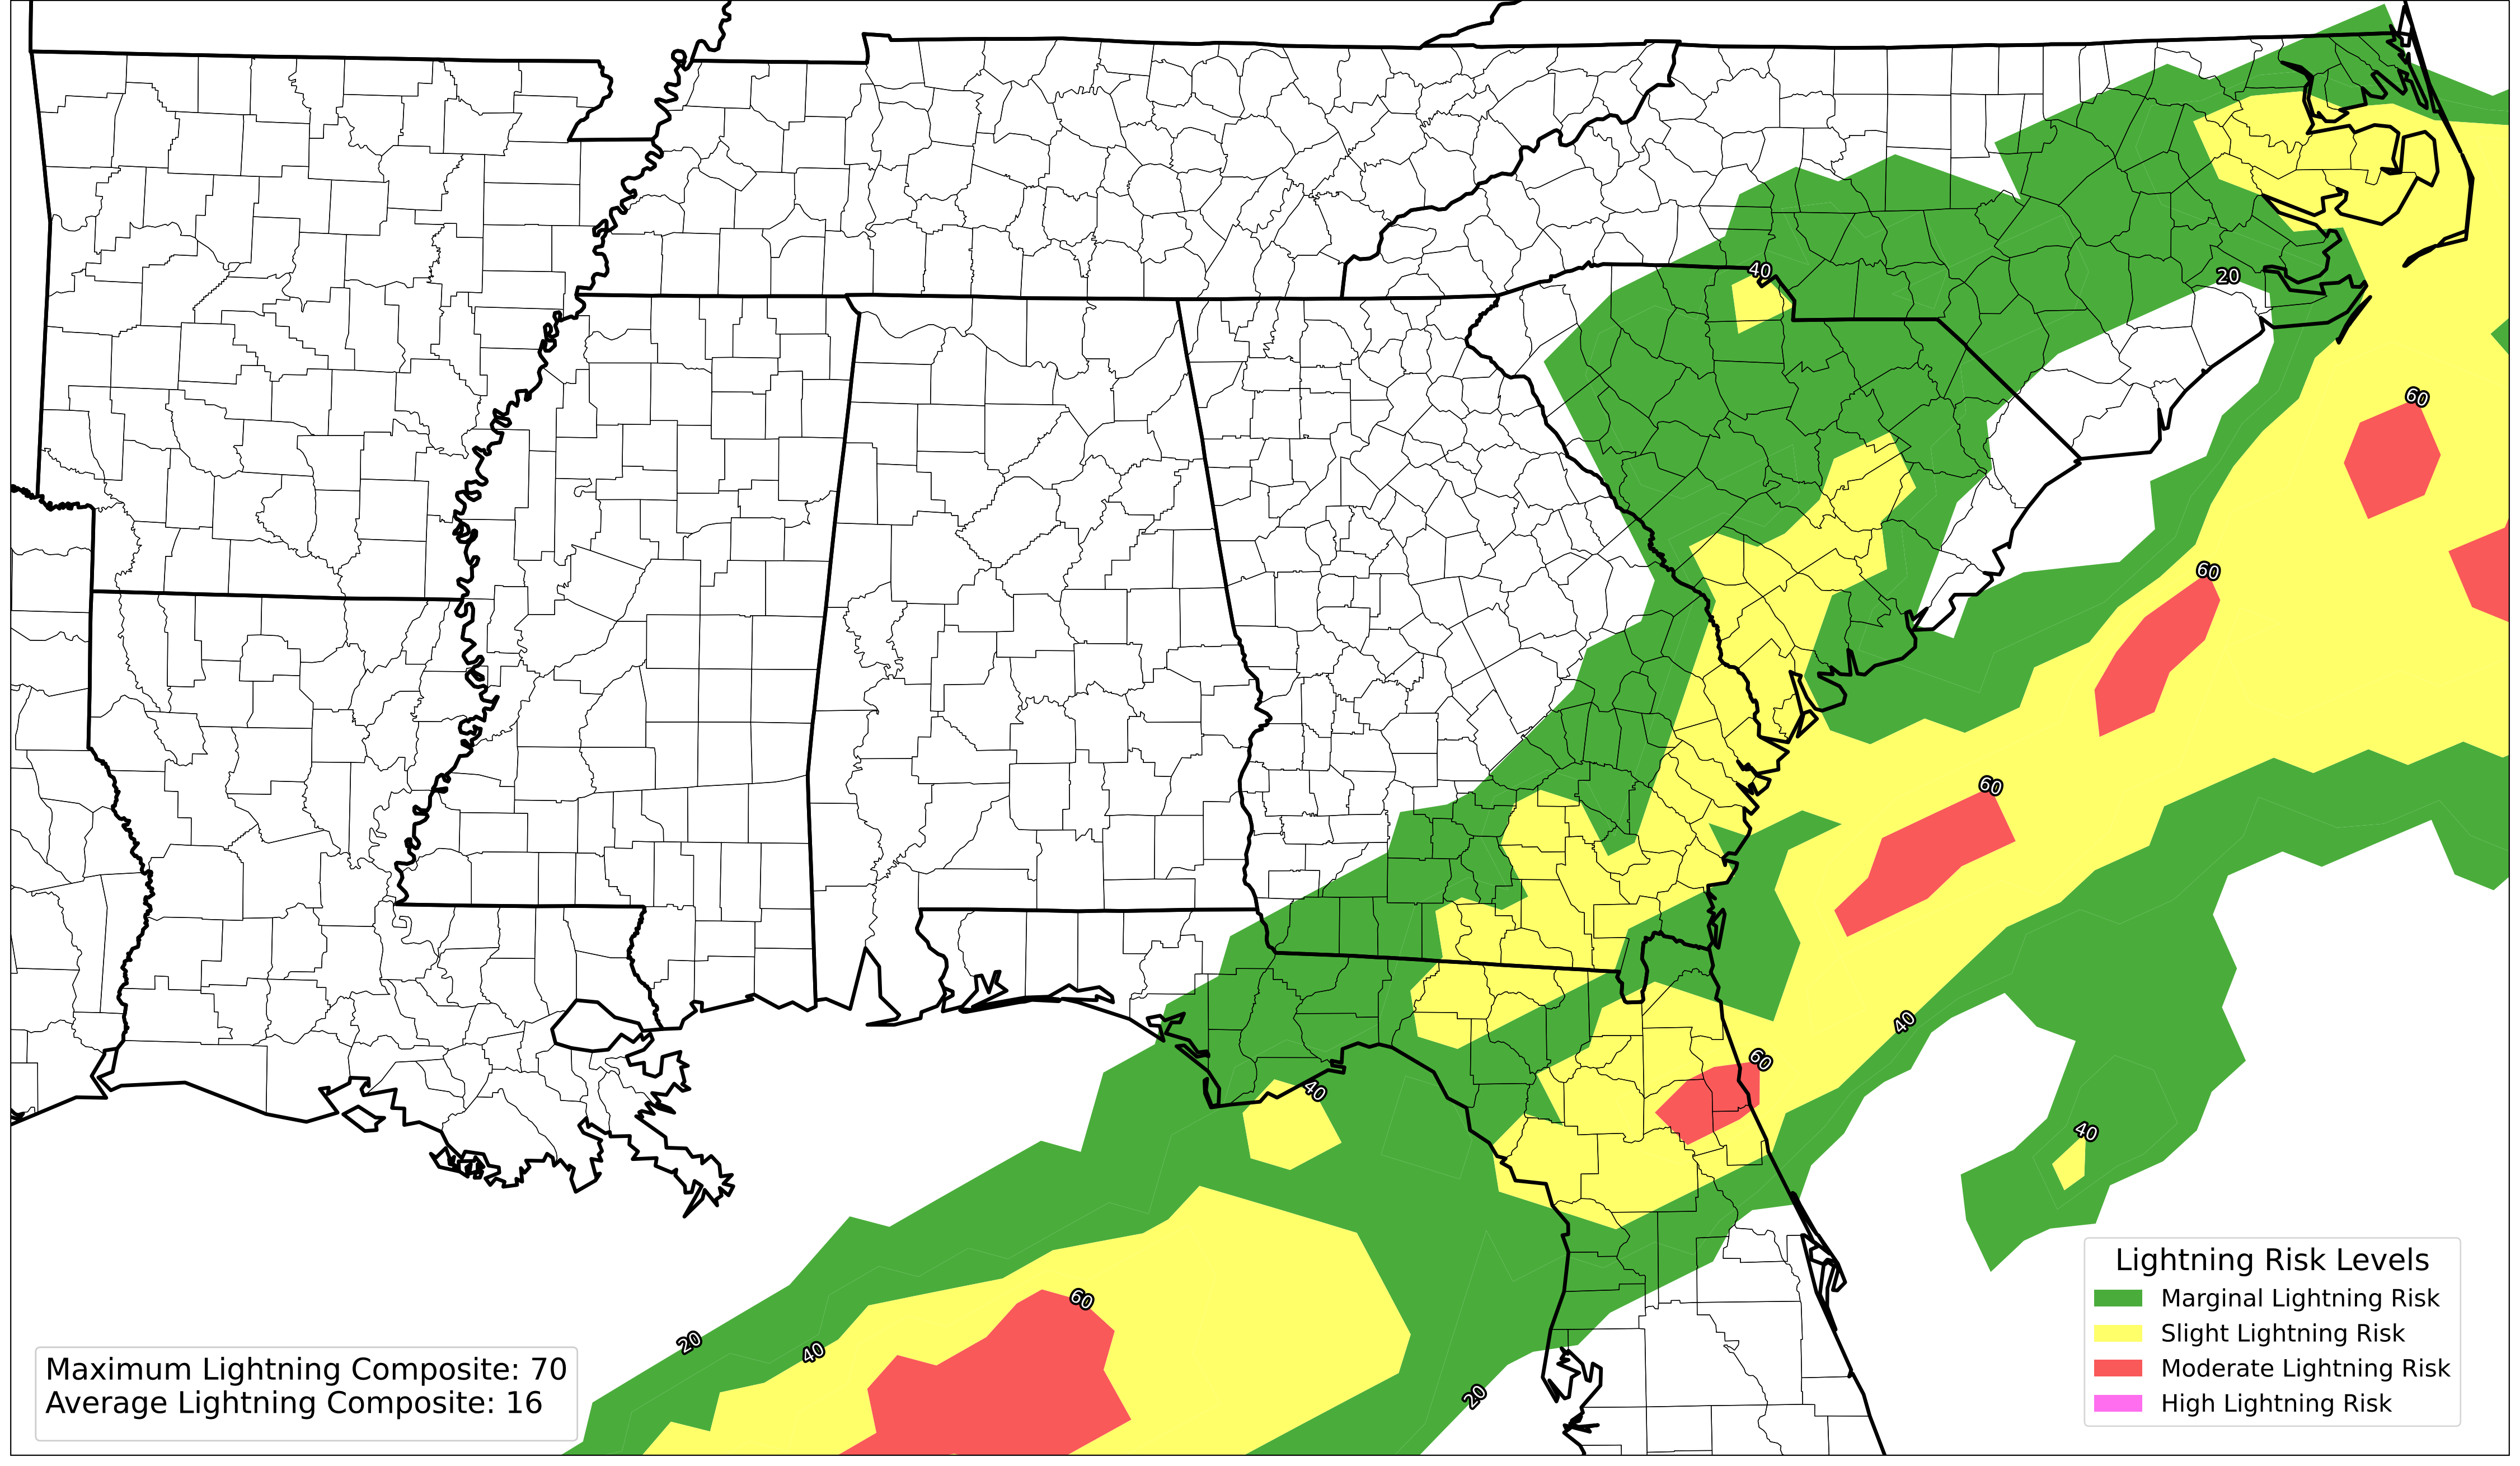 40
20
60
60
60
40
60
40
40
60
20
40
20
Maximum Lightning Composite: 70
Average Lightning Composite: 16
Lightning Risk Levels
Marginal Lightning Risk
Slight Lightning Risk
Moderate Lightning Risk
High Lightning Risk